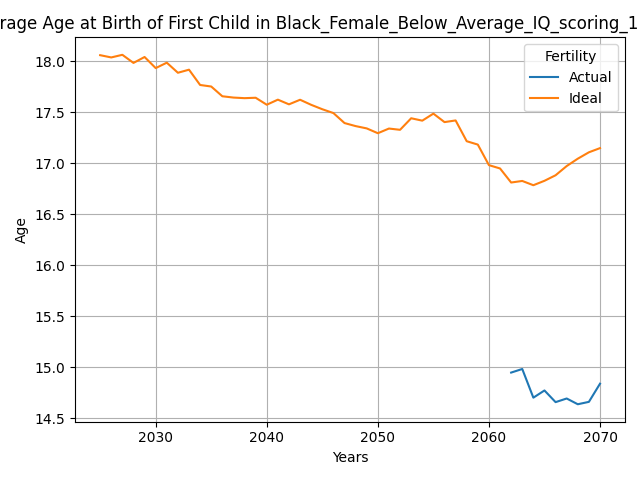 rage Age at Birth of First Child in Black_Female_Below_Average_IQ_scoring_1
Fertility
Actual
Ideal
18.0
17.5
17.0
16.5
16.0
15.5
15.0
14.5
Age
2030 2040 2050 2060 2070
Years